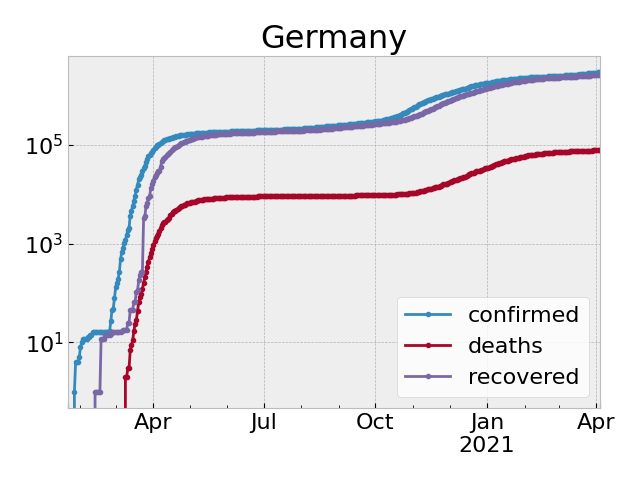 Germany
10^5
10^3
10^1
confirmed
deaths
recovered
Apr Jul Oct Jan Apr
2021